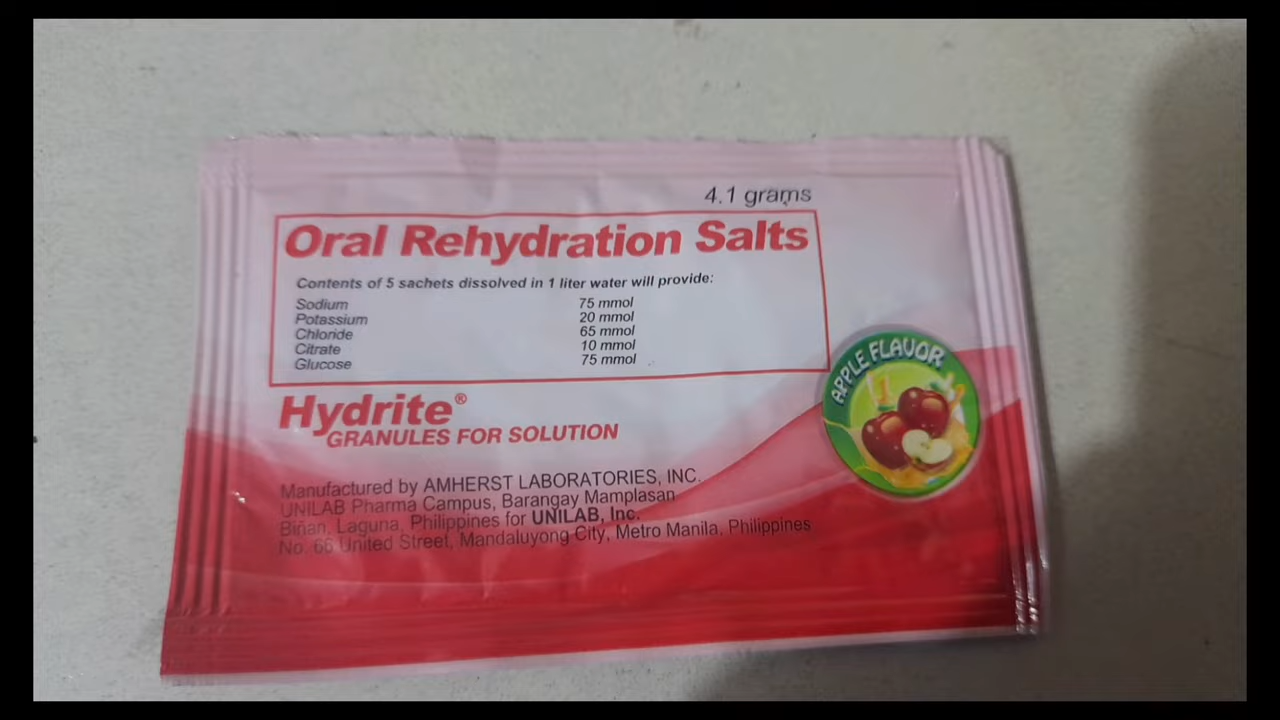 4.1 grams
Oral Rehydration Salts
Contents of 5 sachets dissolved in 1 liter water will provide:
Sodium 75 mmol
Potassium 20 mmol
Chloride 65 mmol
Citrate 10 mmol
Glucose 75 mmol
APPLE FLAVOR
Hydrite®
GRANULES FOR SOLUTION
Manufactured by AMHERST LABORATORIES, INC.
UNILAB Pharma Campus, Barangay Mamplasan
Biñan, Laguna, Philippines for UNILAB, Inc.
No. 66 United Street, Mandaluyong City, Metro Manila, Philippines